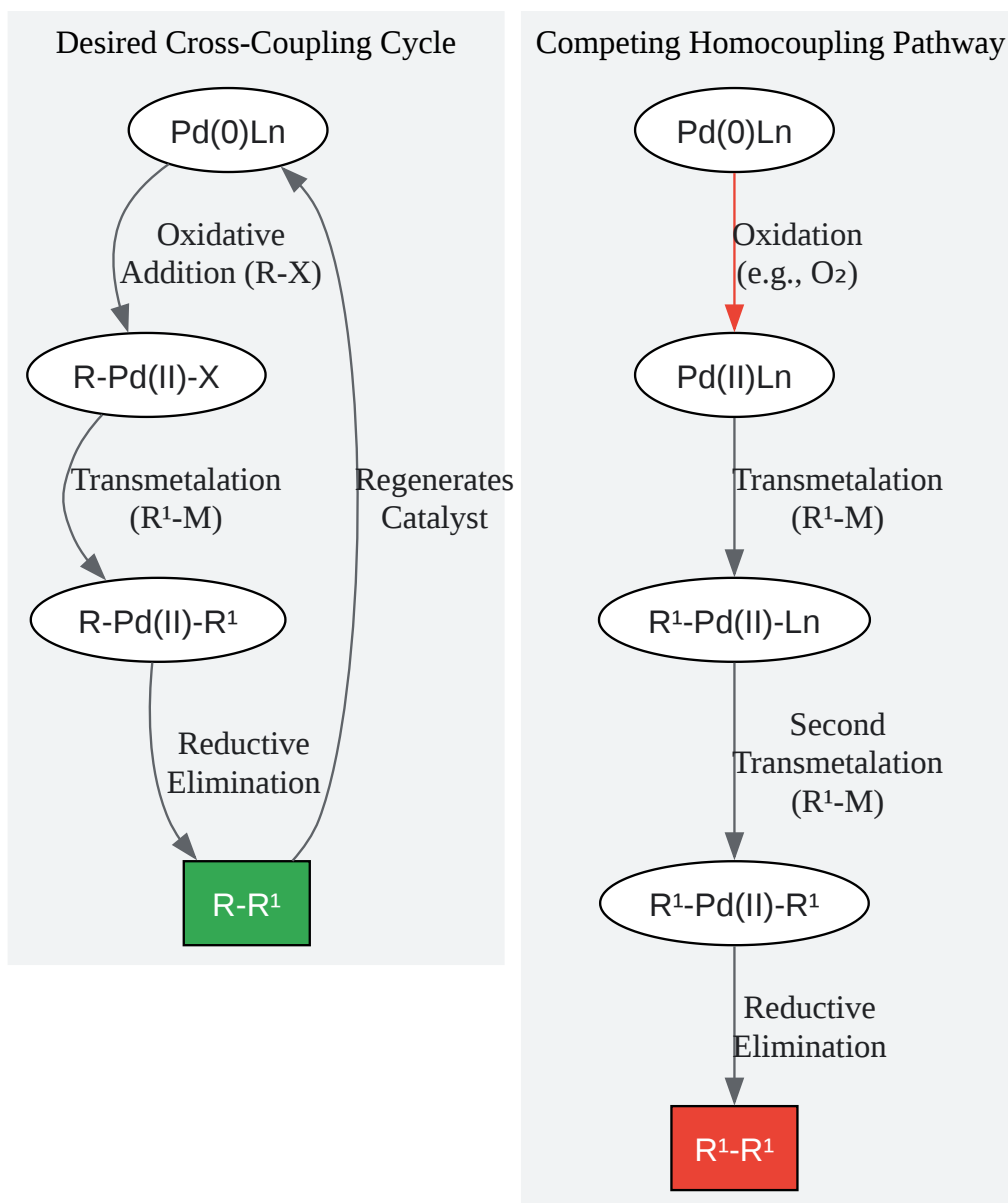 Desired Cross-Coupling Cycle
Pd(0)Ln
Oxidative
Addition (R-X)
R-Pd(II)-X
Transmetalation
(R¹-M)
Regenerates
Catalyst
R-Pd(II)-R¹
Reductive
Elimination
R-R¹
Competing Homocoupling Pathway
Pd(0)Ln
Oxidation
(e.g., O₂)
Pd(II)Ln
Transmetalation
(R¹-M)
R¹-Pd(II)-Ln
Second
Transmetalation
(R¹-M)
R¹-Pd(II)-R¹
Reductive
Elimination
R¹-R¹